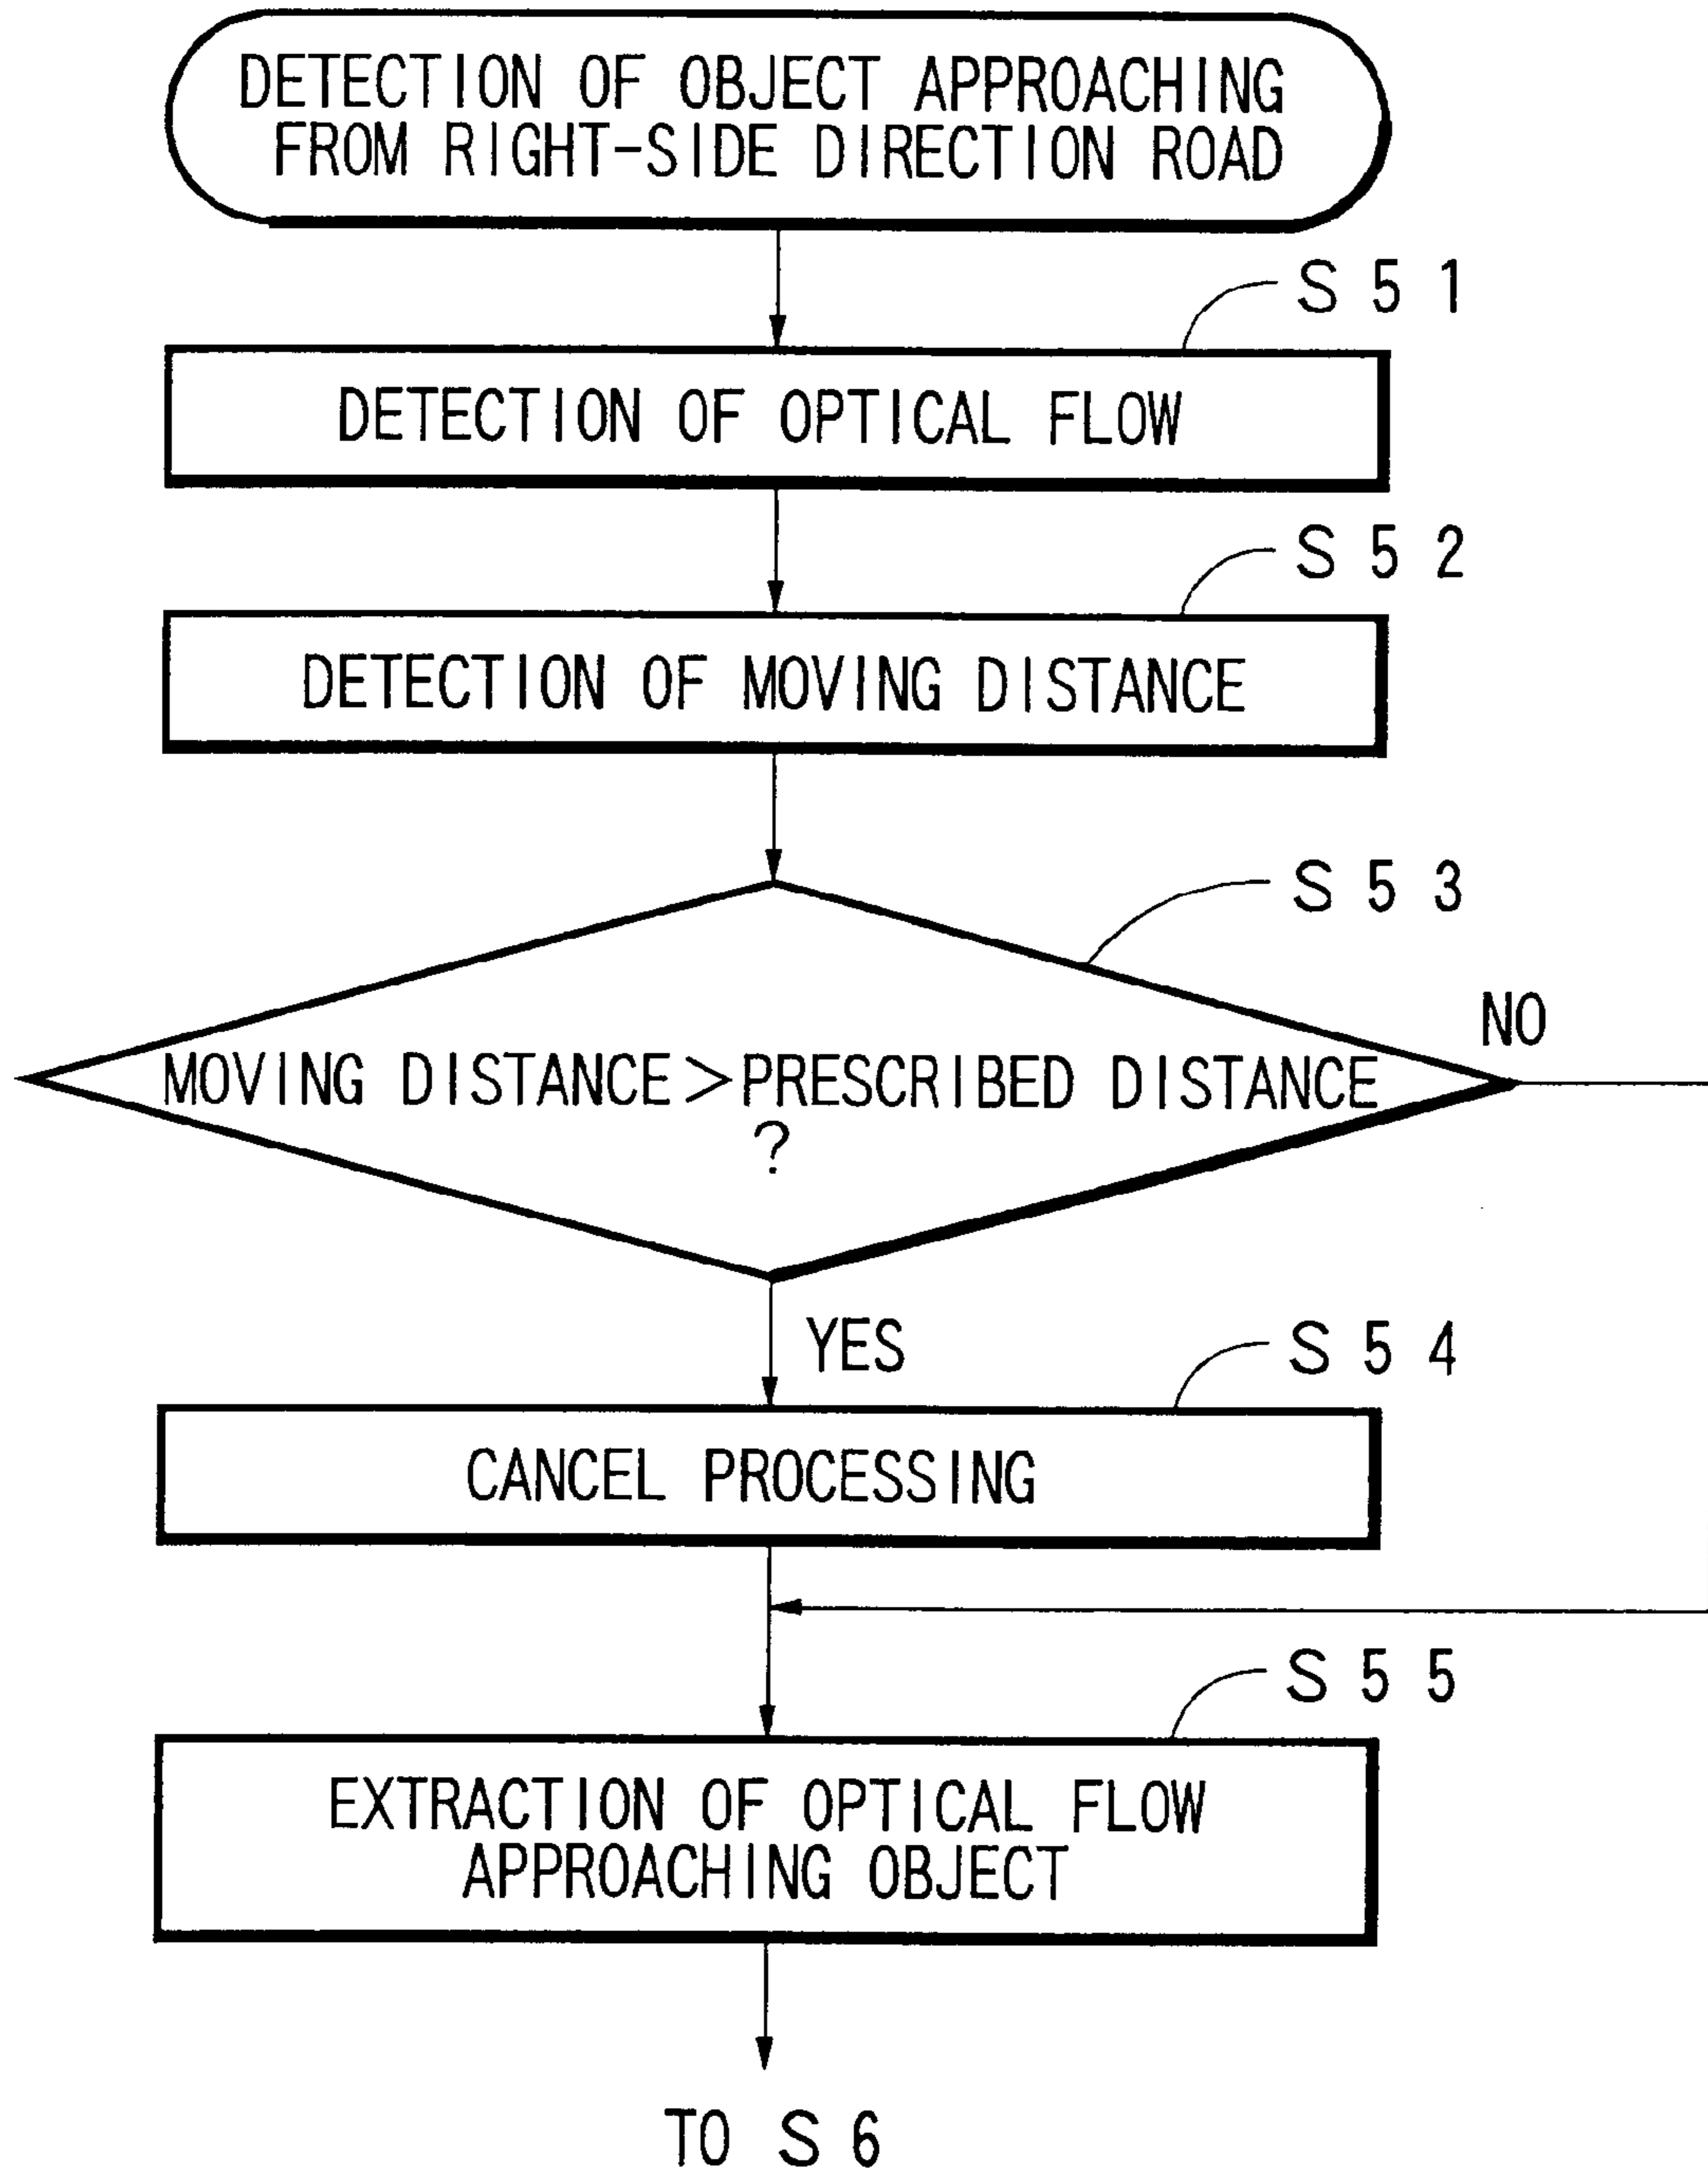 DETECTION OF OBJECT APPROACHING
FROM RIGHT-SIDE DIRECTION ROAD
S51
DETECTION OF OPTICAL FLOW
S52
DETECTION OF MOVING DISTANCE
S53
NO
MOVING DISTANCE>PRESCRIBED DISTANCE
?
YES
S54
CANCEL PROCESSING
S55
EXTRACTION OF OPTICAL FLOW
APPROACHING OBJECT
TO S6